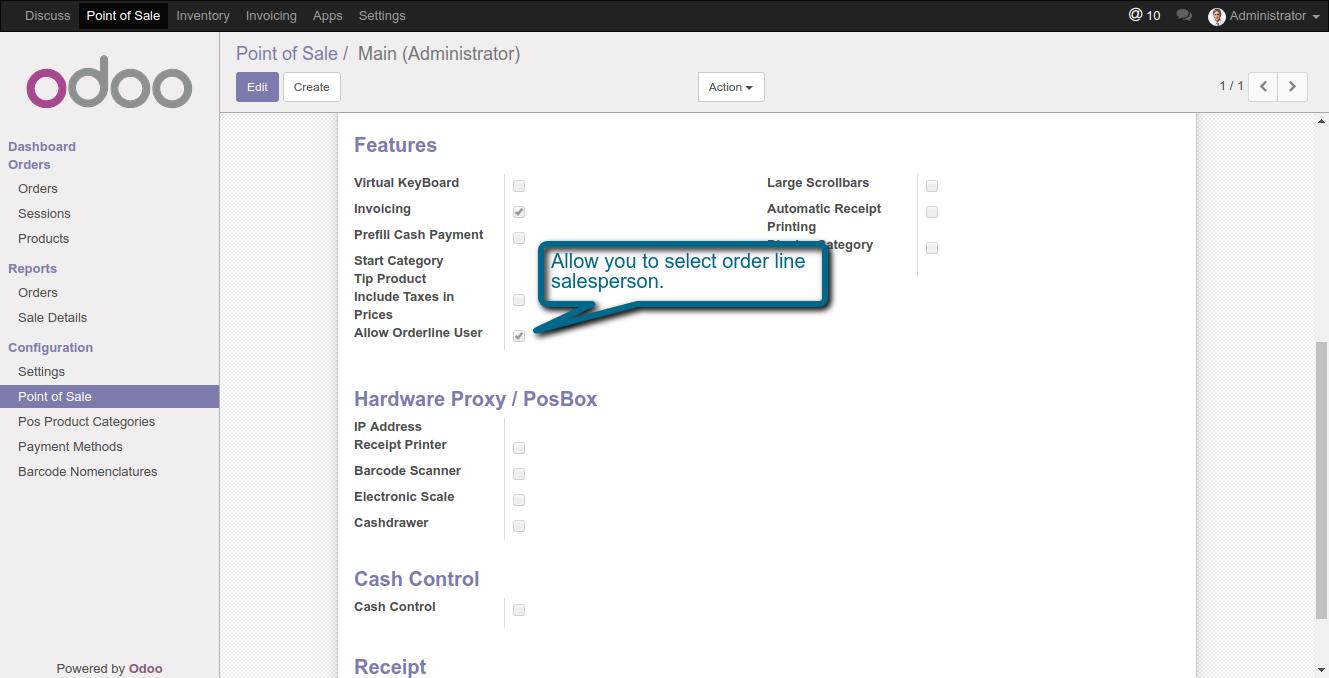 Discuss Point of Sale Inventory Invoicing Apps Settings @ 10 Administrator
odoo
Point of Sale / Main (Administrator)
Edit Create Action 1 / 1
Dashboard
Orders
Orders
Sessions
Products
Reports
Orders
Sale Details
Configuration
Settings
Point of Sale
Pos Product Categories
Payment Methods
Barcode Nomenclatures
Powered by Odoo
Features
Virtual KeyBoard
Invoicing
Prefill Cash Payment
Start Category
Tip Product
Include Taxes in
Prices
Allow Orderline User
Large Scrollbars
Automatic Receipt
Printing
Category
Allow you to select order line
salesperson.
Hardware Proxy / PosBox
IP Address
Receipt Printer
Barcode Scanner
Electronic Scale
Cashdrawer
Cash Control
Cash Control
Receipt